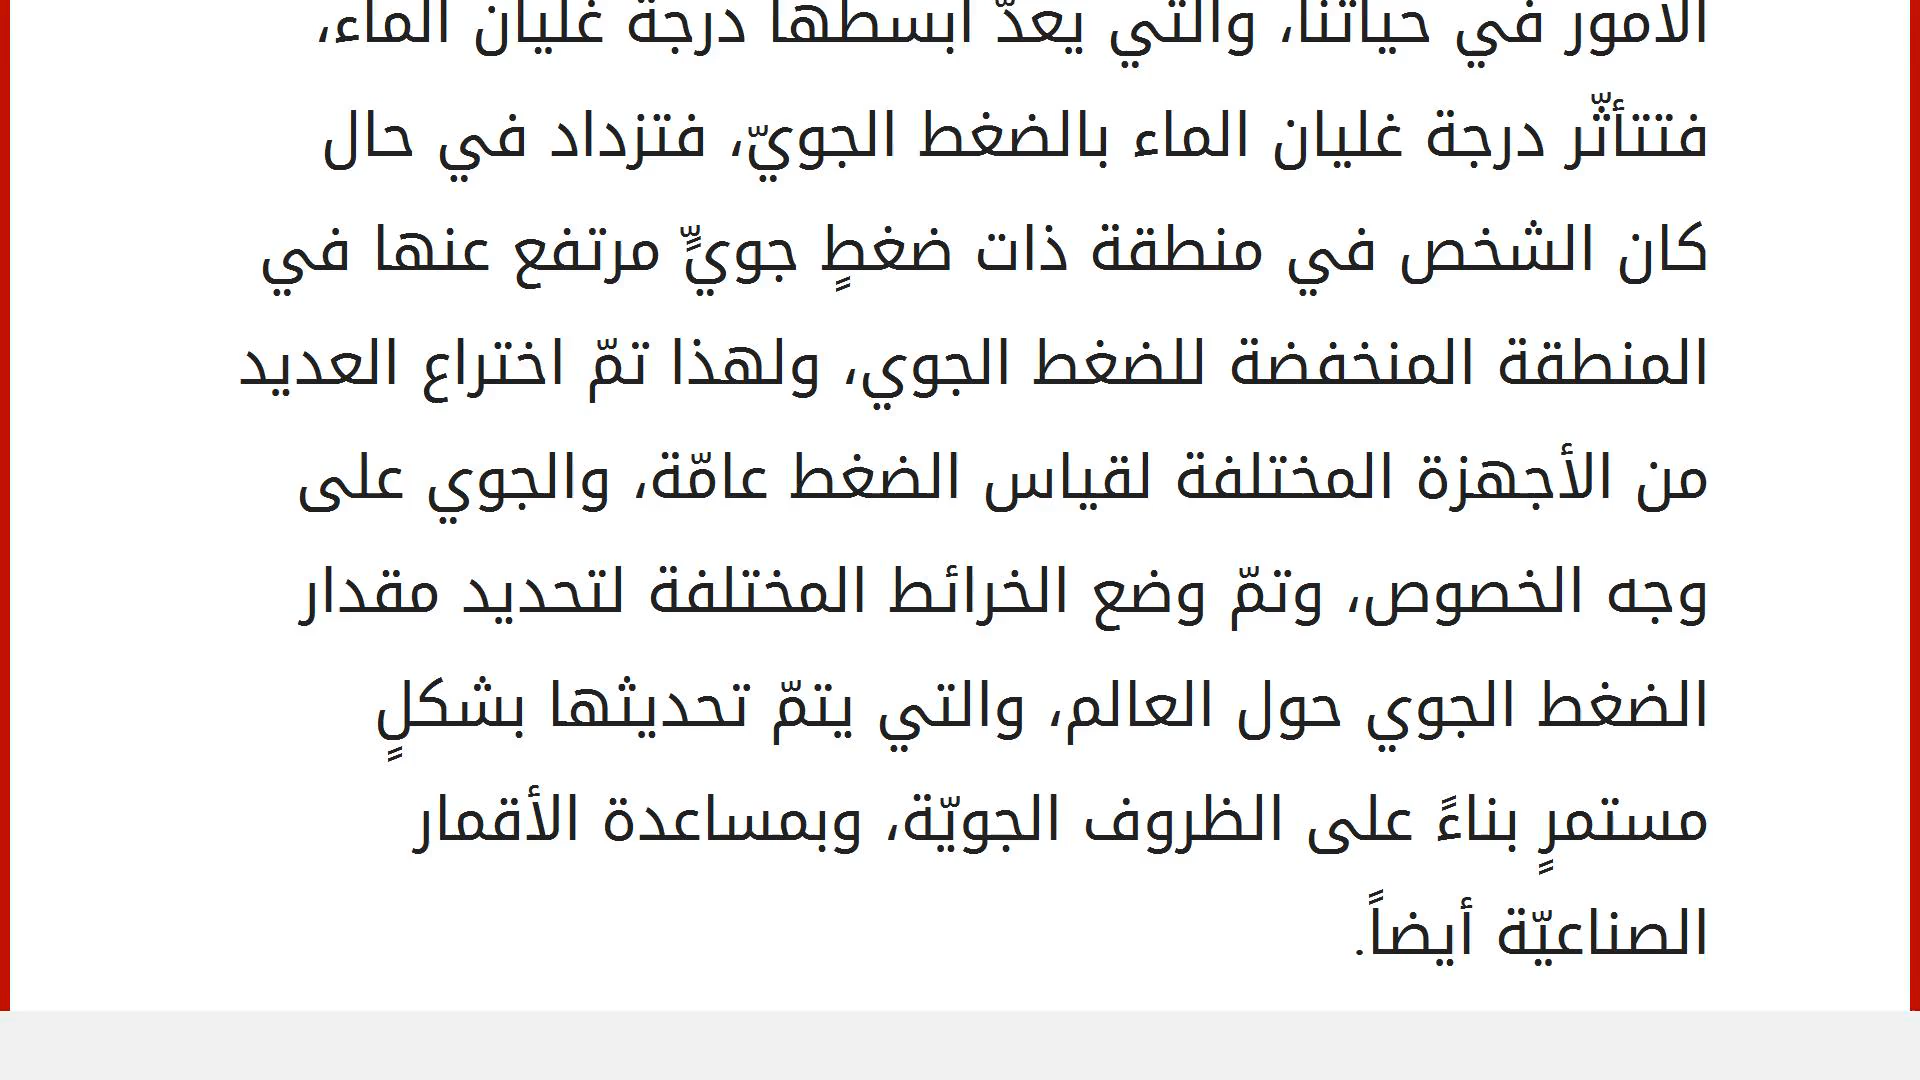 الأمور في حياتنا، والتي يعدّ أبسطها درجة غليان الماء،
فتتأثّر درجة غليان الماء بالضغط الجويّ، فتزداد في حال
كان الشخص في منطقة ذات ضغطٍ جويٍّ مرتفع عنها في
المنطقة المنخفضة للضغط الجوي، ولهذا تمّ اختراع العديد
من الأجهزة المختلفة لقياس الضغط عامّة، والجوي على
وجه الخصوص، وتمّ وضع الخرائط المختلفة لتحديد مقدار
الضغط الجوي حول العالم، والتي يتمّ تحديثها بشكلٍ
مستمرٍ بناءً على الظروف الجويّة، وبمساعدة الأقمار
الصناعيّة أيضاً.